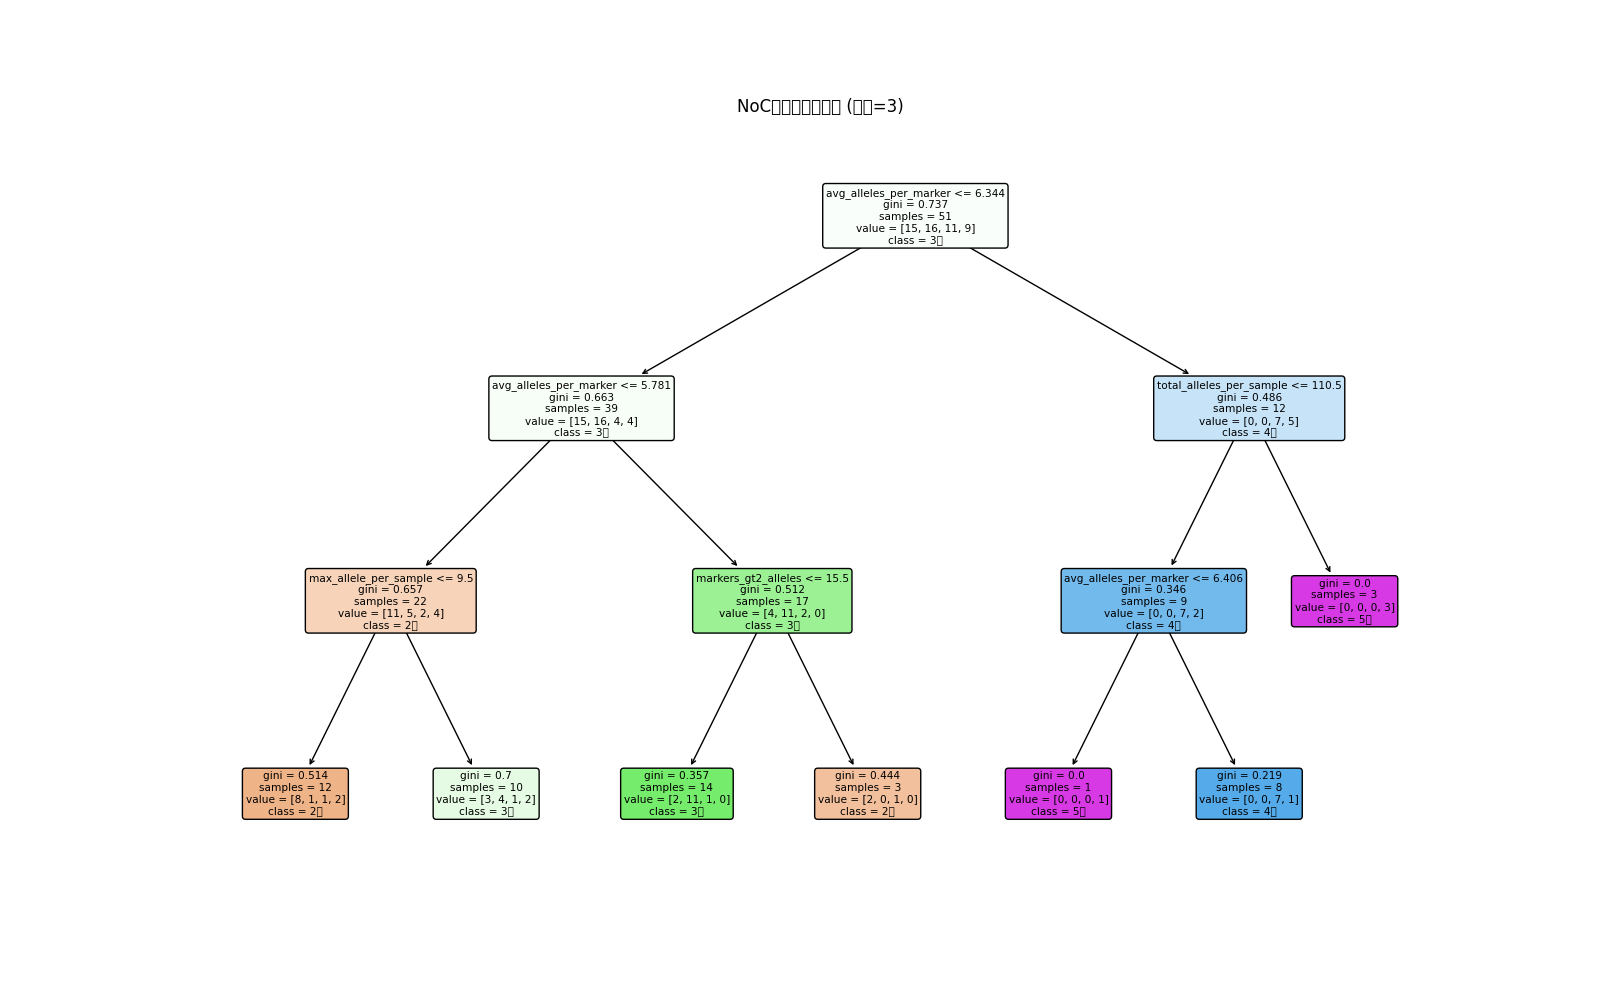 NoC (=3)
avg_alleles_per_marker <= 6.344
gini = 0.737
samples = 51
value = [15, 16, 11, 9]
class = 3
avg_alleles_per_marker <= 5.781
gini = 0.663
samples = 39
value = [15, 16, 4, 4]
class = 3
total_alleles_per_sample <= 110.5
gini = 0.486
samples = 12
value = [0, 0, 7, 5]
class = 4
max_allele_per_sample <= 9.5
gini = 0.657
samples = 22
value = [11, 5, 2, 4]
class = 2
markers_gt2_alleles <= 15.5
gini = 0.512
samples = 17
value = [4, 11, 2, 0]
class = 3
avg_alleles_per_marker <= 6.406
gini = 0.346
samples = 9
value = [0, 0, 7, 2]
class = 4
gini = 0.0
samples = 3
value = [0, 0, 0, 3]
class = 5
gini = 0.514
samples = 12
value = [8, 1, 1, 2]
class = 2
gini = 0.7
samples = 10
value = [3, 4, 1, 2]
class = 3
gini = 0.357
samples = 14
value = [2, 11, 1, 0]
class = 3
gini = 0.444
samples = 3
value = [2, 0, 1, 0]
class = 2
gini = 0.0
samples = 1
value = [0, 0, 0, 1]
class = 5
gini = 0.219
samples = 8
value = [0, 0, 7, 1]
class = 4